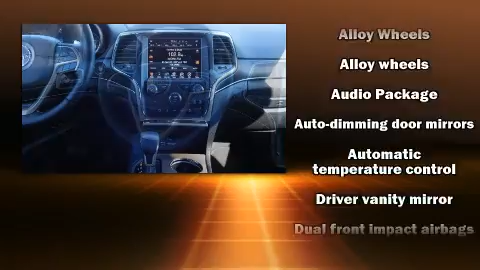 Alloy Wheels
Alloy wheels
Audio Package
Auto-dimming door mirrors
Automatic
temperature control
Driver vanity mirror
Dual front impact airbags